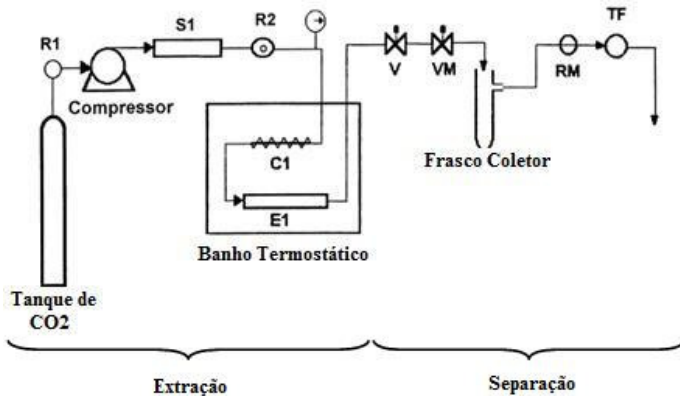 R1
Compressor
S1
R2
V
VM
RM
TF
Frasco Coletor
C1
E1
Banho Termostático
Tanque de
CO2
Extração
Separação